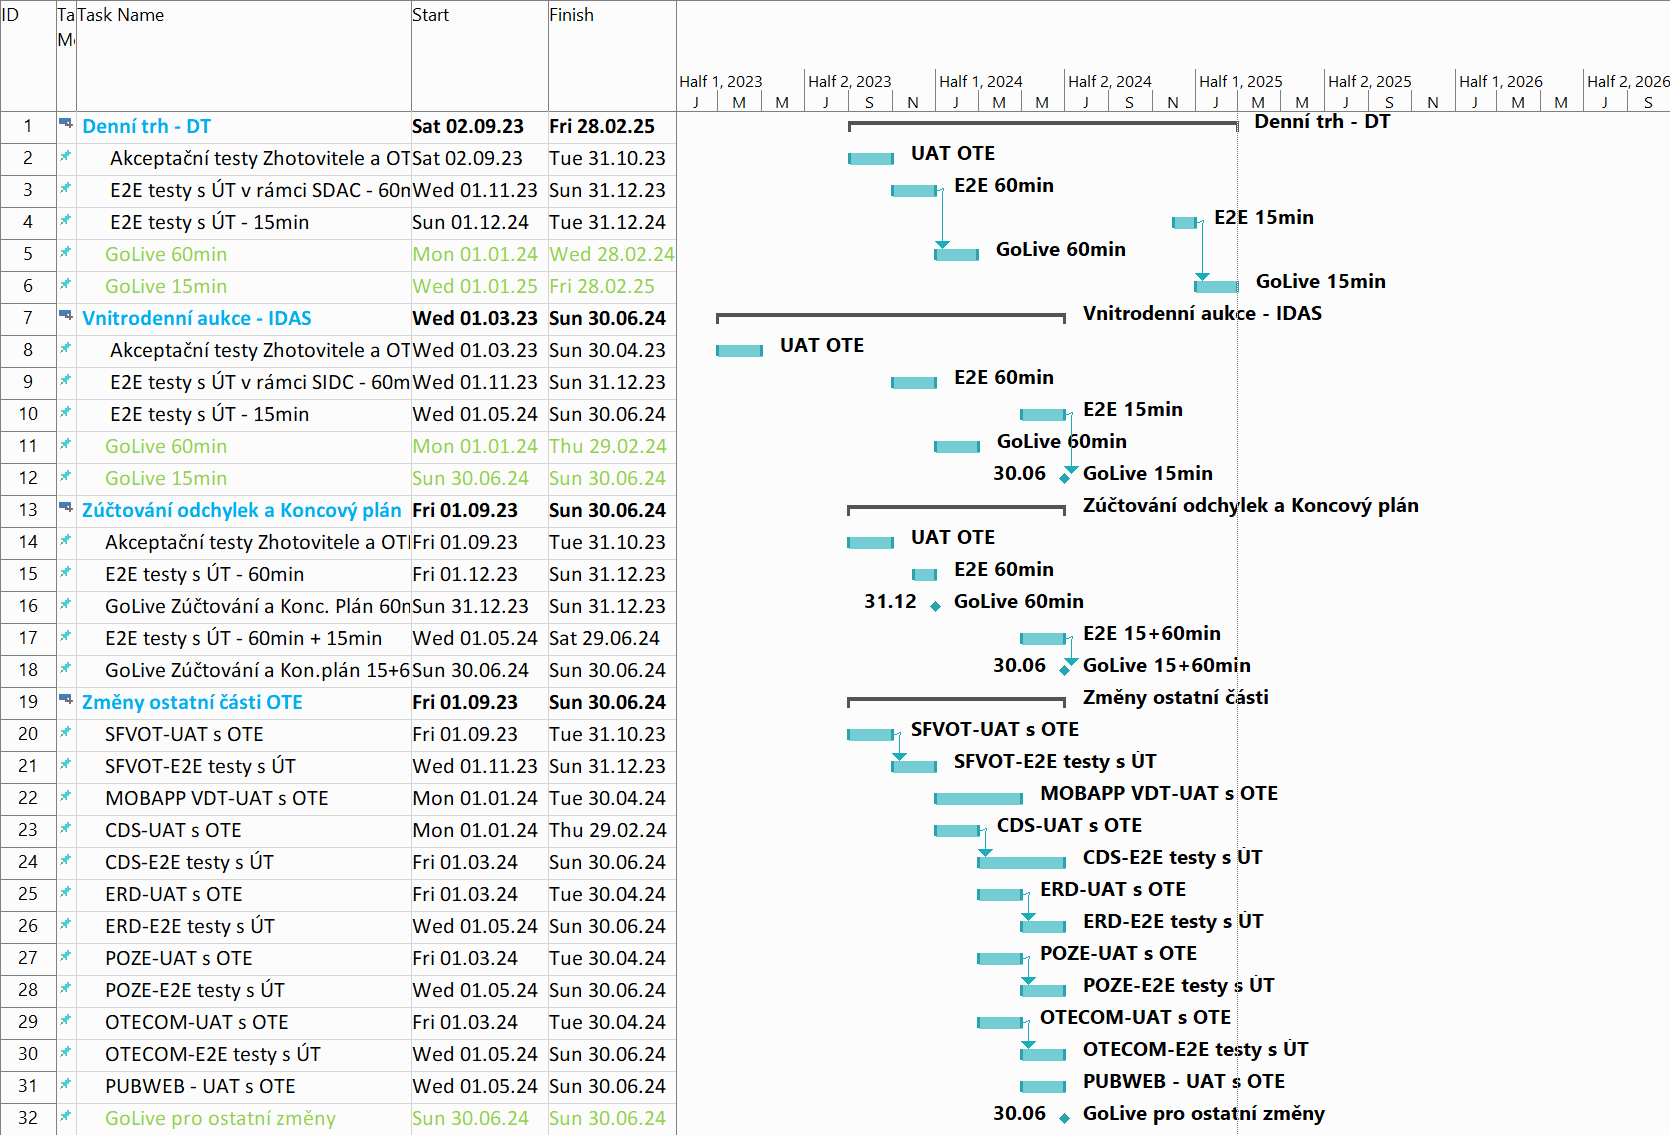 ID Ta Task Name Start Finish
Mo
Half 1, 2023 Half 2, 2023 Half 1, 2024 Half 2, 2024 Half 1, 2025 Half 2, 2025 Half 1, 2026 Half 2, 2026
J M M J S N J M M J S N J M M J S N J M M J S
1 Denní trh - DT Sat 02.09.23 Fri 28.02.25 Denní trh - DT
2 Akceptační testy Zhotovitele a OT Sat 02.09.23 Tue 31.10.23 UAT OTE
3 E2E testy s ÚT v rámci SDAC - 60m Wed 01.11.23 Sun 31.12.23 E2E 60min
4 E2E testy s ÚT - 15min Sun 01.12.24 Tue 31.12.24 E2E 15min
5 GoLive 60min Mon 01.01.24 Wed 28.02.24 GoLive 60min
6 GoLive 15min Wed 01.01.25 Fri 28.02.25 GoLive 15min
7 Vnitrodenní aukce - IDAS Wed 01.03.23 Sun 30.06.24 Vnitrodenní aukce - IDAS
8 Akceptační testy Zhotovitele a OT Wed 01.03.23 Sun 30.04.23 UAT OTE
9 E2E testy s ÚT v rámci SIDC - 60m Wed 01.11.23 Sun 31.12.23 E2E 60min
10 E2E testy s ÚT - 15min Wed 01.05.24 Sun 30.06.24 E2E 15min
11 GoLive 60min Mon 01.01.24 Thu 29.02.24 GoLive 60min
12 GoLive 15min Sun 30.06.24 Sun 30.06.24 30.06 GoLive 15min
13 Zúčtování odchylek a Koncový plán Fri 01.09.23 Sun 30.06.24 Zúčtování odchylek a Koncový plán
14 Akceptační testy Zhotovitele a OTI Fri 01.09.23 Tue 31.10.23 UAT OTE
15 E2E testy s ÚT - 60min Fri 01.12.23 Sun 31.12.23 E2E 60min
16 GoLive Zúčtování a Konc. Plán 60m Sun 31.12.23 Sun 31.12.23 31.12 GoLive 60min
17 E2E testy s ÚT - 60min + 15min Wed 01.05.24 Sat 29.06.24 E2E 15+60min
18 GoLive Zúčtování a Kon.plán 15+6 Sun 30.06.24 Sun 30.06.24 30.06 GoLive 15+60min
19 Změny ostatní části OTE Fri 01.09.23 Sun 30.06.24 Změny ostatní části
20 SFVOT-UAT s OTE Fri 01.09.23 Tue 31.10.23 SFVOT-UAT s OTE
21 SFVOT-E2E testy s ÚT Wed 01.11.23 Sun 31.12.23 SFVOT-E2E testy s ÚT
22 MOBAPP VDT-UAT s OTE Mon 01.01.24 Tue 30.04.24 MOBAPP VDT-UAT s OTE
23 CDS-UAT s OTE Mon 01.01.24 Thu 29.02.24 CDS-UAT s OTE
24 CDS-E2E testy s ÚT Fri 01.03.24 Sun 30.06.24 CDS-E2E testy s ÚT
25 ERD-UAT s OTE Fri 01.03.24 Tue 30.04.24 ERD-UAT s OTE
26 ERD-E2E testy s ÚT Wed 01.05.24 Sun 30.06.24 ERD-E2E testy s ÚT
27 POZE-UAT s OTE Fri 01.03.24 Tue 30.04.24 POZE-UAT s OTE
28 POZE-E2E testy s ÚT Wed 01.05.24 Sun 30.06.24 POZE-E2E testy s ÚT
29 OTECOM-UAT s OTE Fri 01.03.24 Tue 30.04.24 OTECOM-UAT s OTE
30 OTECOM-E2E testy s ÚT Wed 01.05.24 Sun 30.06.24 OTECOM-E2E testy s ÚT
31 PUBWEB - UAT s OTE Wed 01.05.24 Sun 30.06.24 PUBWEB - UAT s OTE
32 GoLive pro ostatní změny Sun 30.06.24 Sun 30.06.24 30.06 GoLive pro ostatní změny